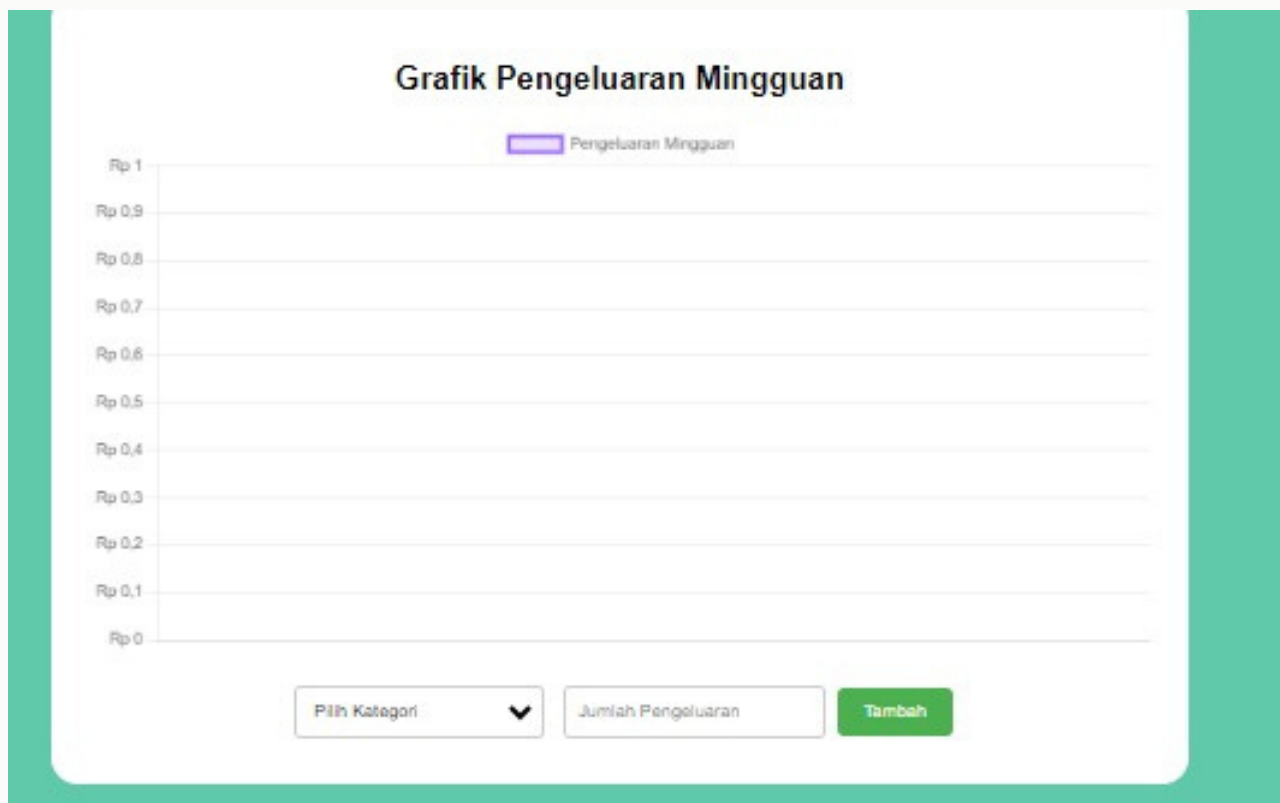 Grafik Pengeluaran Mingguan
Pengeluaran Mingguan
Rp 1
Rp 0,9
Rp 0,8
Rp 0,7
Rp 0,6
Rp 0,5
Rp 0,4
Rp 0,3
Rp 0,2
Rp 0,1
Rp 0
Pilih Kategori
Jumlah Pengeluaran
Tambah